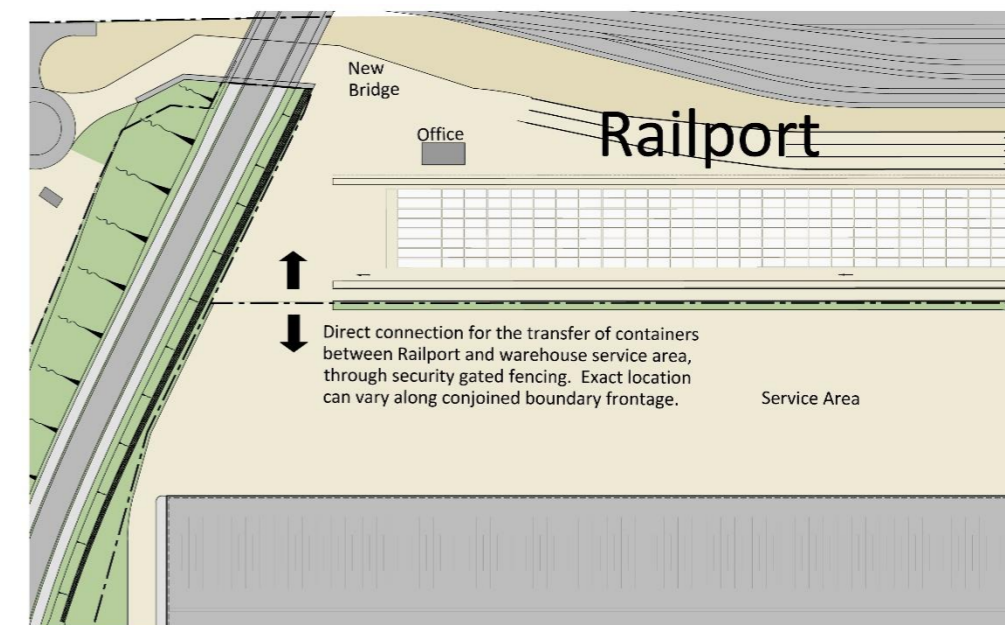 New
Bridge
Office
Railport
Direct connection for the transfer of containers
between Railport and warehouse service area,
through security gated fencing.  Exact location
can vary along conjoined boundary frontage.
Service Area